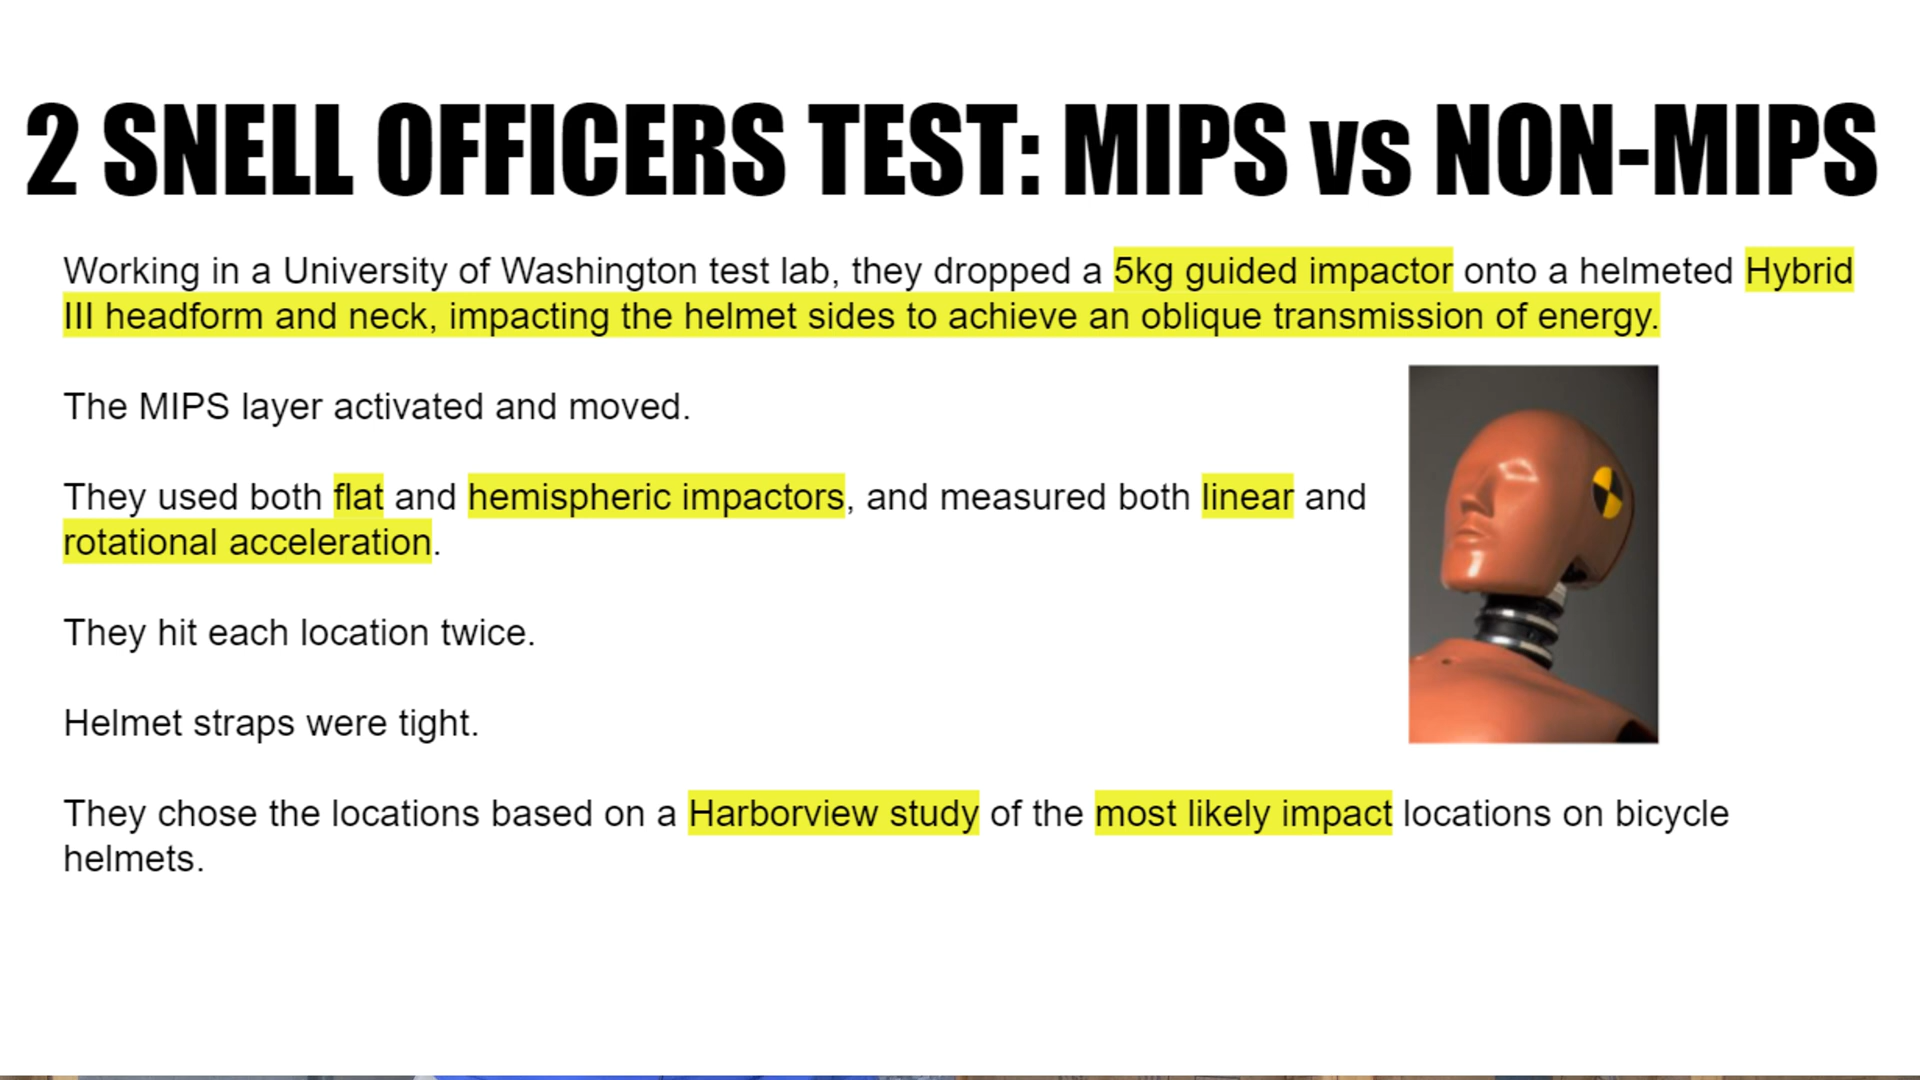 2 SNELL OFFICERS TEST: MIPS vs NON-MIPS
Working in a University of Washington test lab, they dropped a 5kg guided impactor onto a helmeted Hybrid
III headform and neck, impacting the helmet sides to achieve an oblique transmission of energy.
The MIPS layer activated and moved.
They used both flat and hemispheric impactors, and measured both linear and
rotational acceleration.
They hit each location twice.
Helmet straps were tight.
They chose the locations based on a Harborview study of the most likely impact locations on bicycle
helmets.